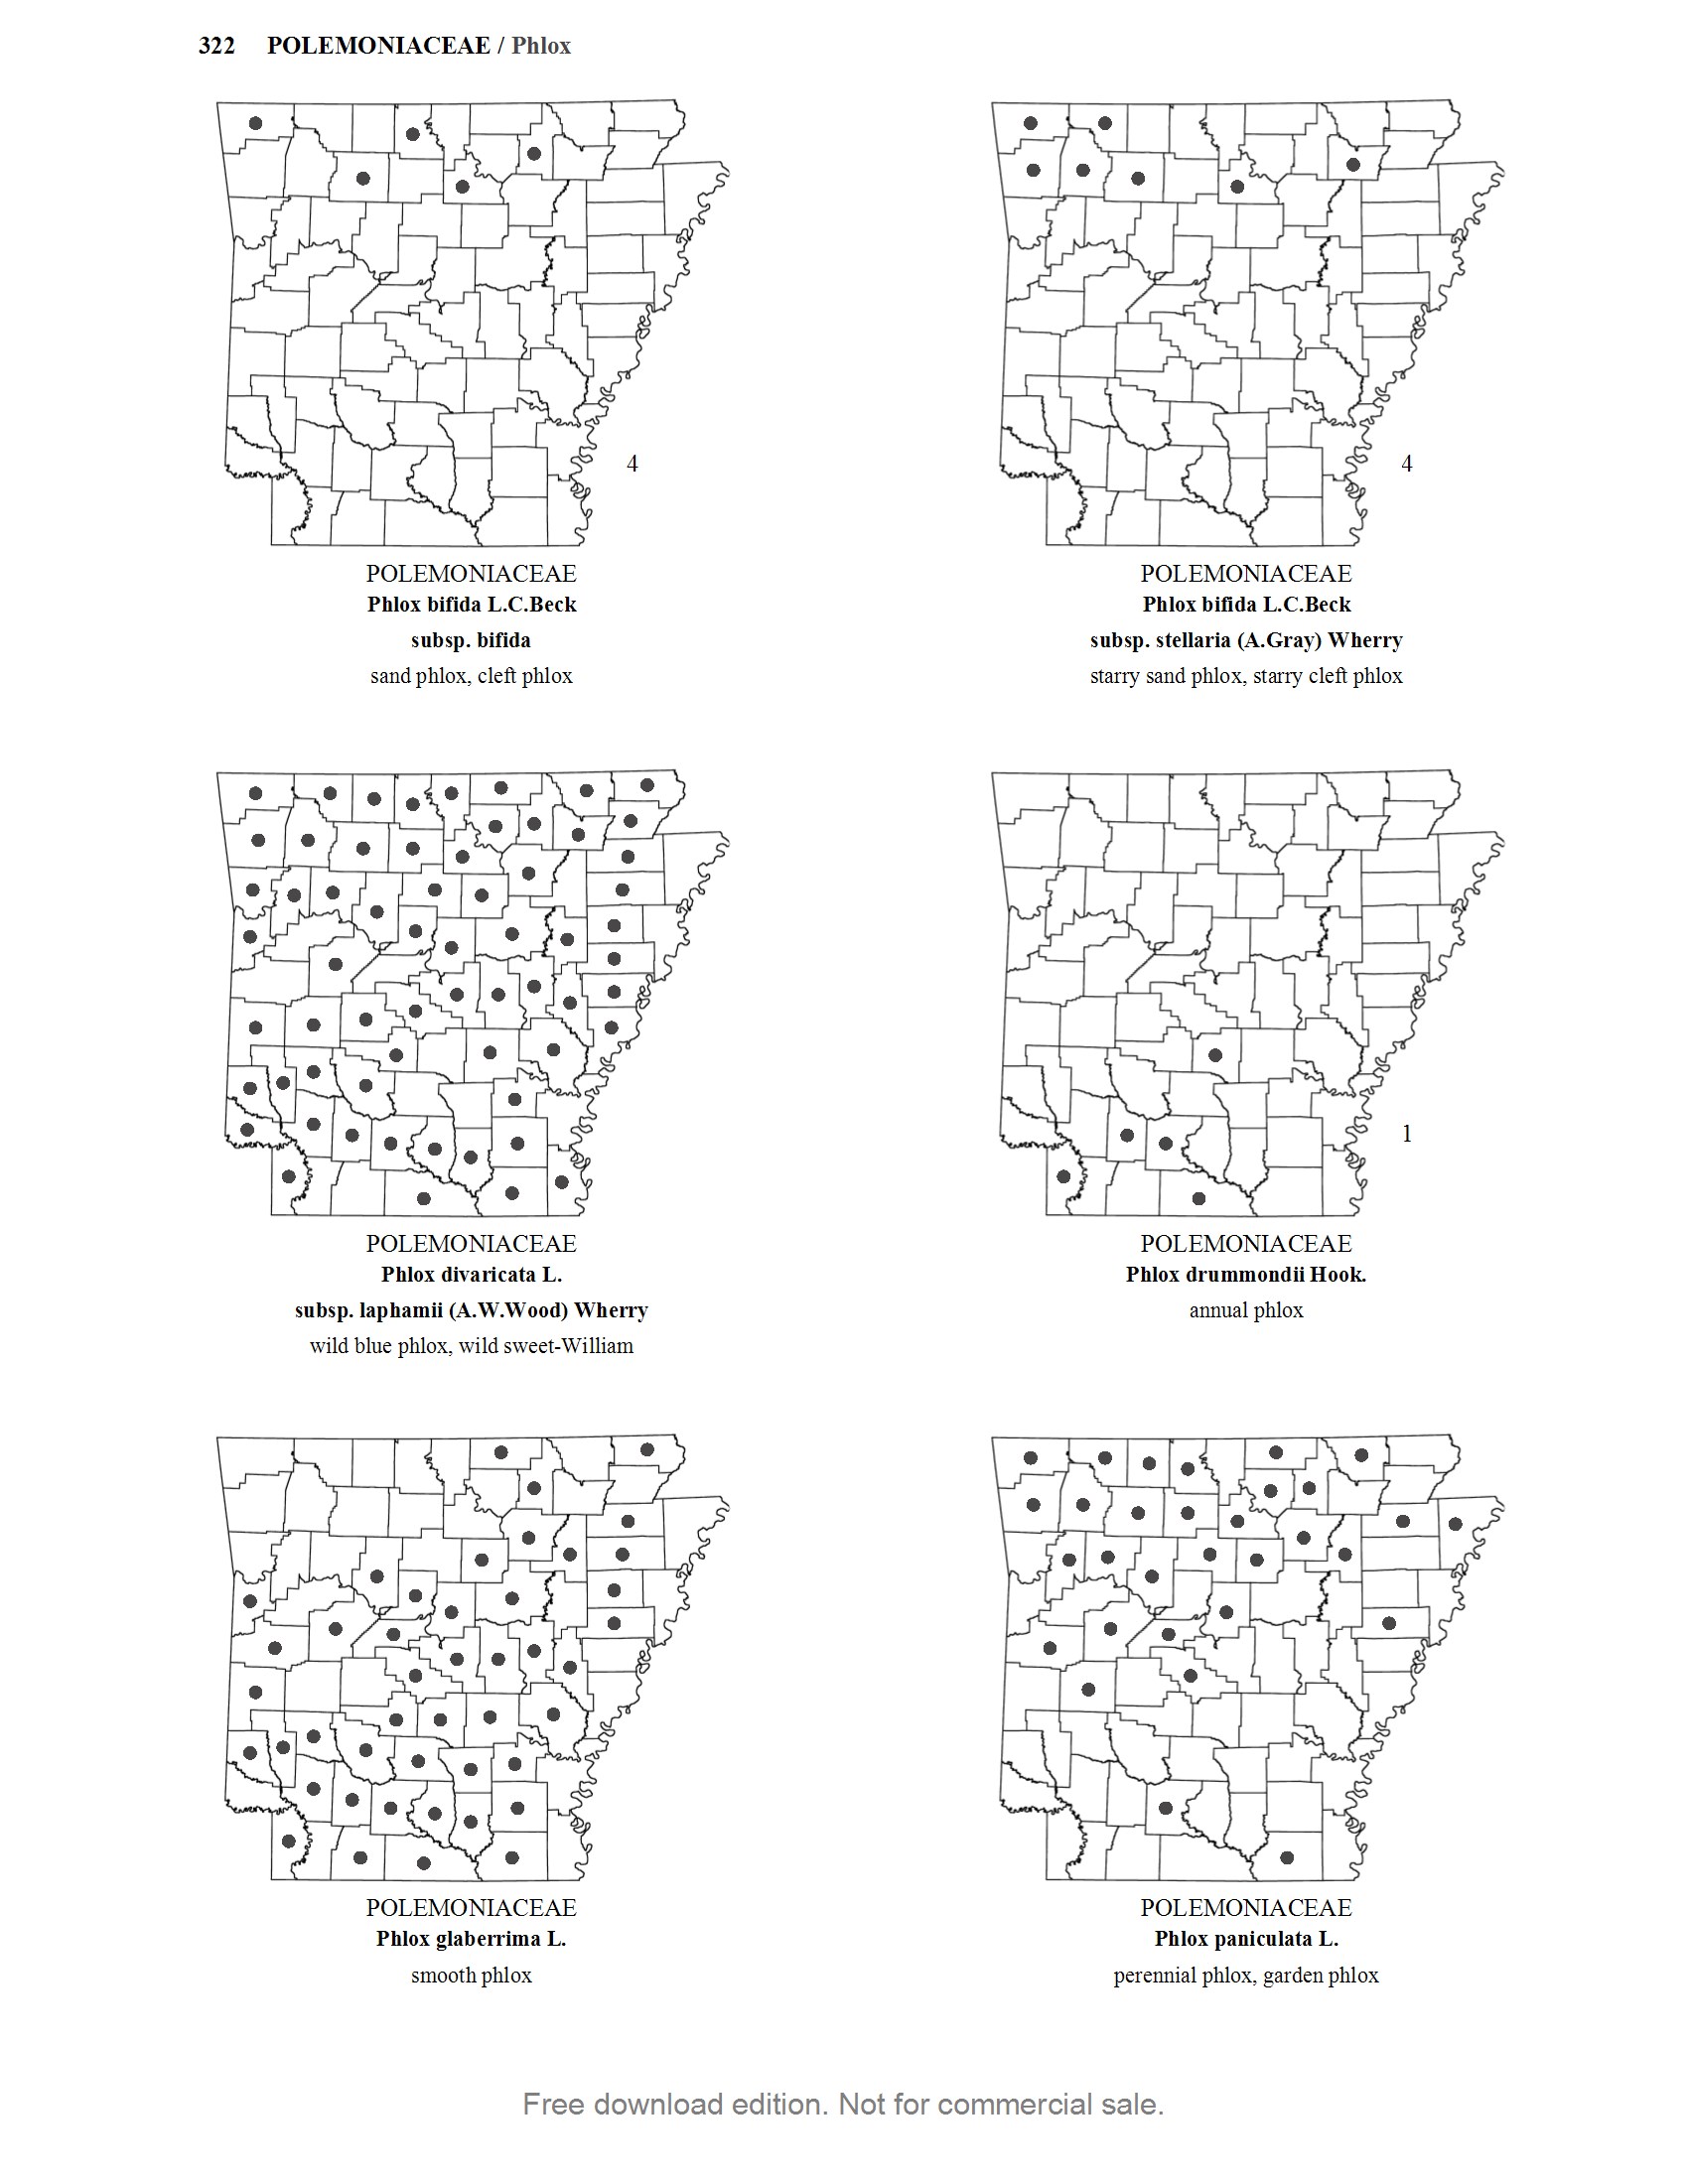 322 POLEMONIACEAE / Phlox
4
POLEMONIACEAE
Phlox bifida L.C.Beck
subsp. bifida
sand phlox, cleft phlox
4
POLEMONIACEAE
Phlox bifida L.C.Beck
subsp. stellaria (A.Gray) Wherry
starry sand phlox, starry cleft phlox
POLEMONIACEAE
Phlox divaricata L.
subsp. laphamii (A.W.Wood) Wherry
wild blue phlox, wild sweet-William
1
POLEMONIACEAE
Phlox drummondii Hook.
annual phlox
POLEMONIACEAE
Phlox glaberrima L.
smooth phlox
POLEMONIACEAE
Phlox paniculata L.
perennial phlox, garden phlox
Free download edition. Not for commercial sale.